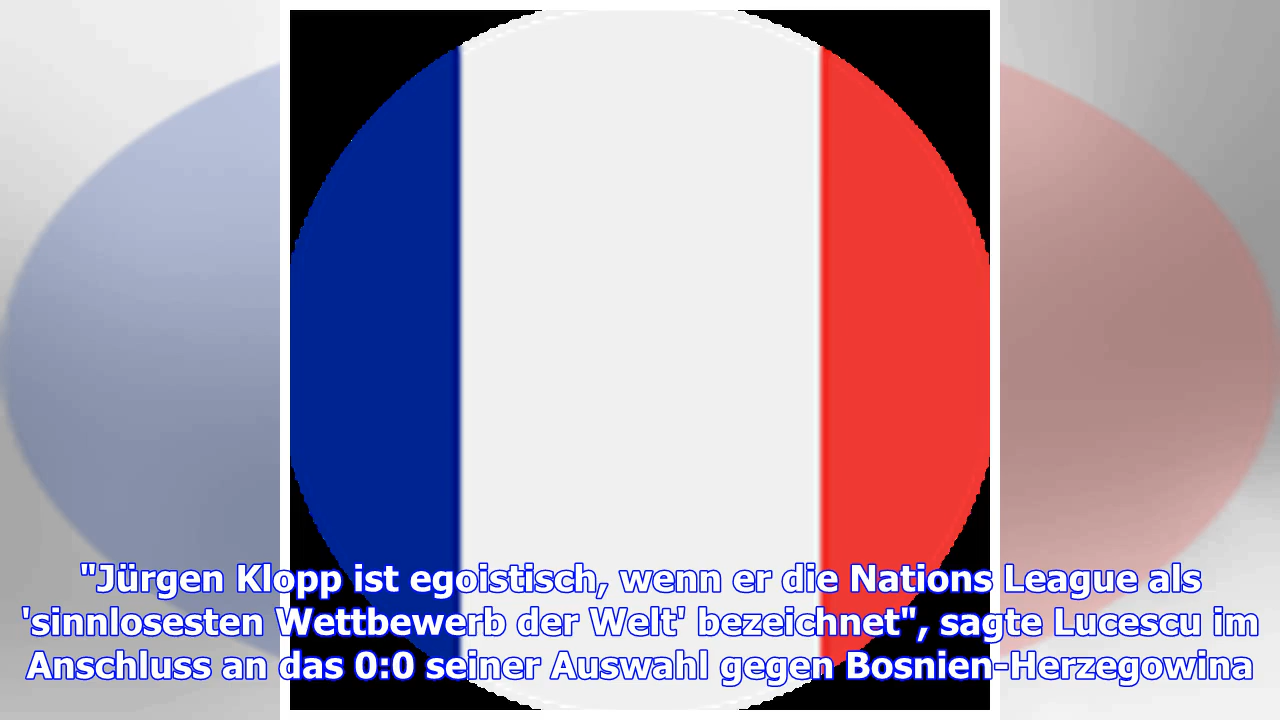 "Jürgen Klopp ist egoistisch, wenn er die Nations League als
'sinnlosesten Wettbewerb der Welt' bezeichnet", sagte Lucescu im
Anschluss an das 0:0 seiner Auswahl gegen Bosnien-Herzegowina